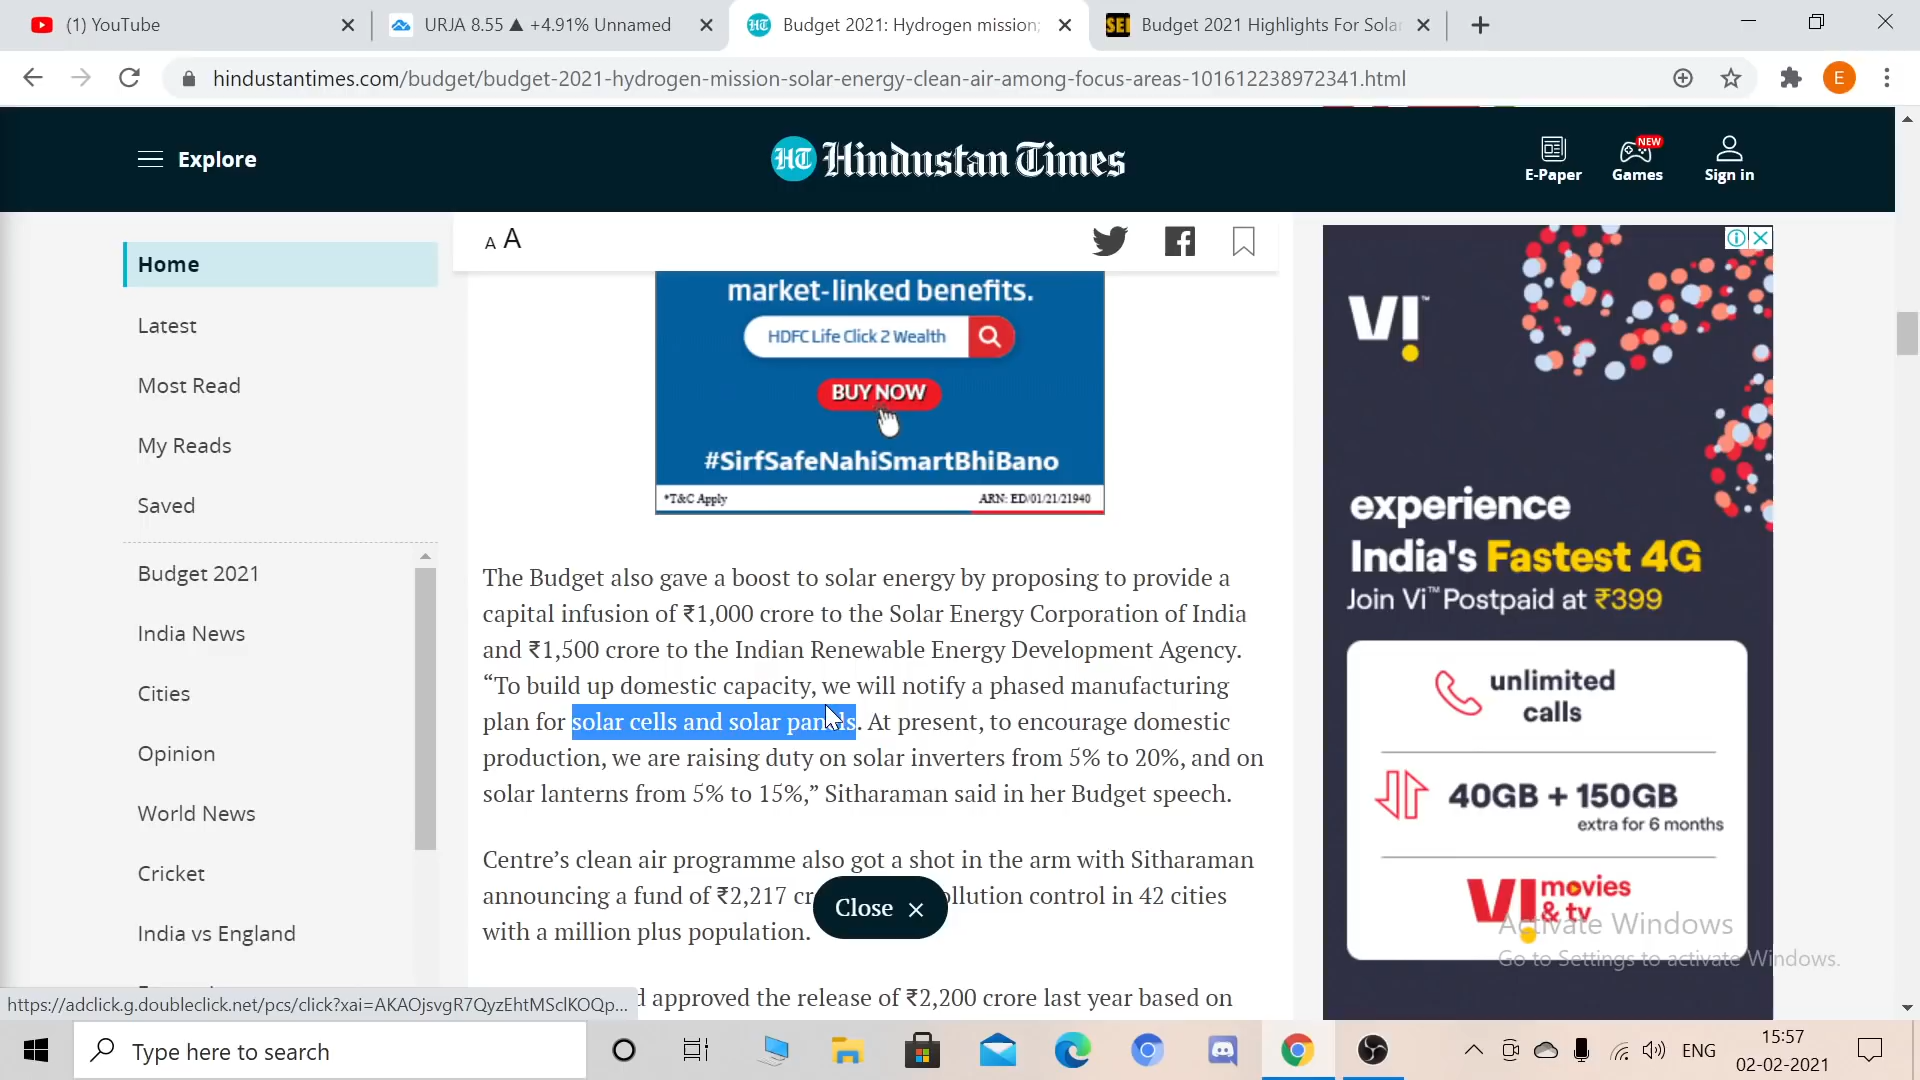 (1) YouTube
URJA 8.55 ▲ +4.91% Unnamed
Budget 2021: Hydrogen mission;
SEI Budget 2021 Highlights For Solar
hindustantimes.com/budget/budget-2021-hydrogen-mission-solar-energy-clean-air-among-focus-areas-101612238972341.html
E
Explore
HT Hindustan Times
E-Paper
NEW
Games
Sign in
Home
Latest
Most Read
My Reads
Saved
Budget 2021
India News
Cities
Opinion
World News
Cricket
India vs England
A A
market-linked benefits.
HDFC Life Click 2 Wealth
BUY NOW
#SirfSafeNahiSmartBhiBano
*T&C Apply ARN: ED/01/21/21940
The Budget also gave a boost to solar energy by proposing to provide a
capital infusion of ₹1,000 crore to the Solar Energy Corporation of India
and ₹1,500 crore to the Indian Renewable Energy Development Agency.
“To build up domestic capacity, we will notify a phased manufacturing
plan for solar cells and solar panels. At present, to encourage domestic
production, we are raising duty on solar inverters from 5% to 20%, and on
solar lanterns from 5% to 15%,” Sitharaman said in her Budget speech.
Centre’s clean air programme also got a shot in the arm with Sitharaman
announcing a fund of ₹2,217 cr ollution control in 42 cities
with a million plus population.
Close ×
approved the release of ₹2,200 crore last year based on
VI™
experience
India's Fastest 4G
Join Vi™ Postpaid at ₹399
unlimited
calls
40GB + 150GB
extra for 6 months
VI movies
& tv
Activate Windows
Go to Settings to activate Windows.
https://adclick.g.doubleclick.net/pcs/click?xai=AKAOjsvgR7QyzEhtMSclKOQp...
Type here to search
ENG
15:57
02-02-2021